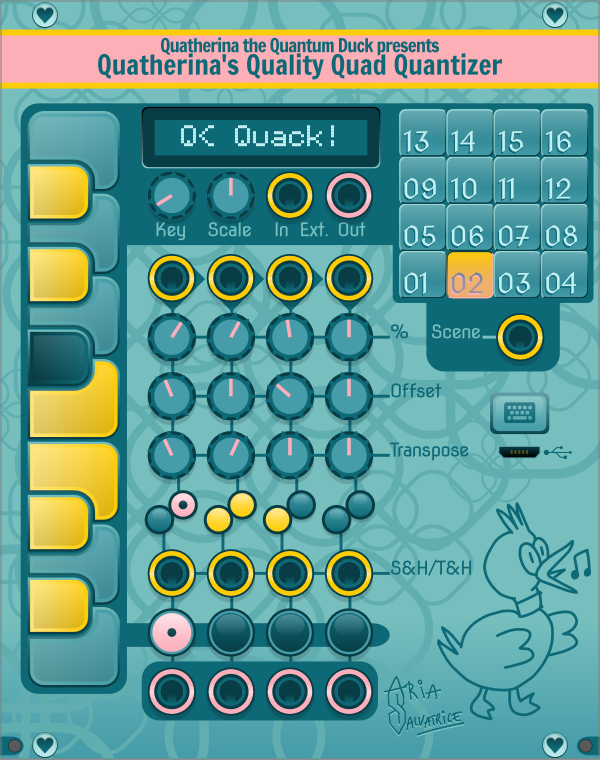 Quatherina the Quantum Duck presents
Quatherina's Quality Quad Quantizer
Q< Quack!
Key Scale In Ext. Out
13 14 15 16
09 10 11 12
05 06 07 08
01 02 03 04
% Scene
Offset
Transpose
S&H/T&H
Aria
Salvatrice